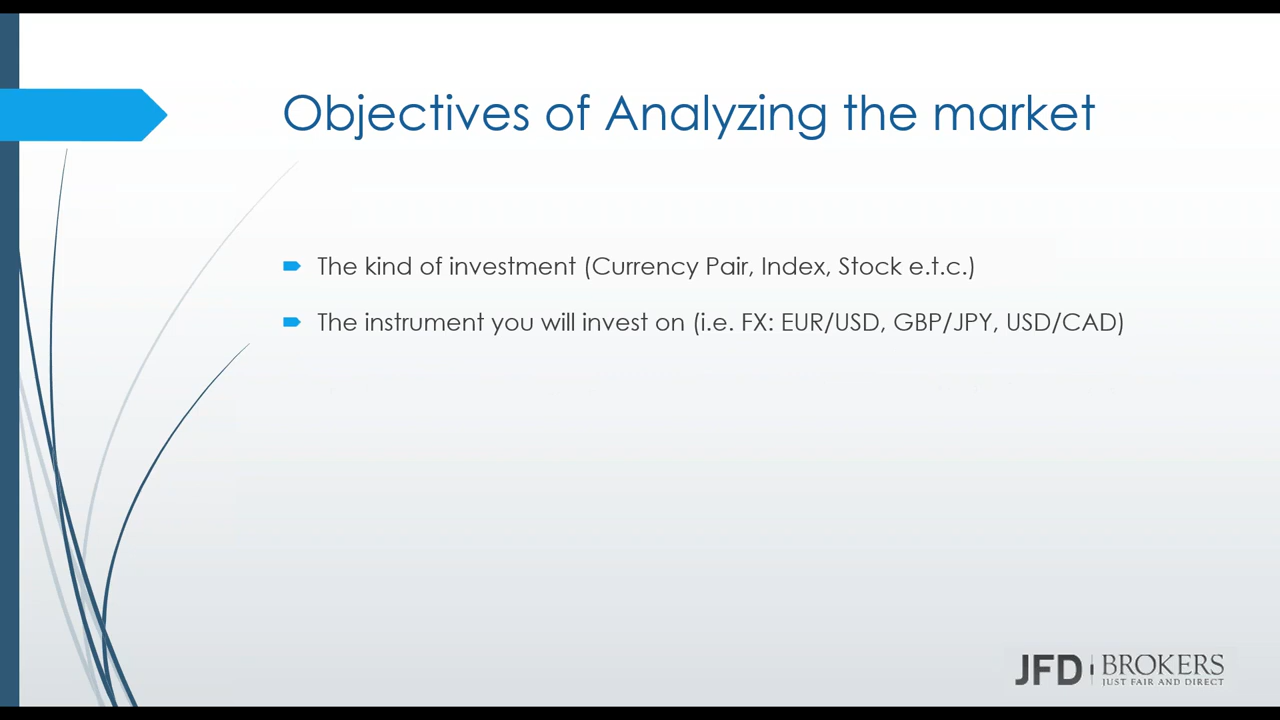 Objectives of Analyzing the market
The kind of investment (Currency Pair, Index, Stock e.t.c.)
The instrument you will invest on (i.e. FX: EUR/USD, GBP/JPY, USD/CAD)
JFD BROKERS
JUST FAIR AND DIRECT